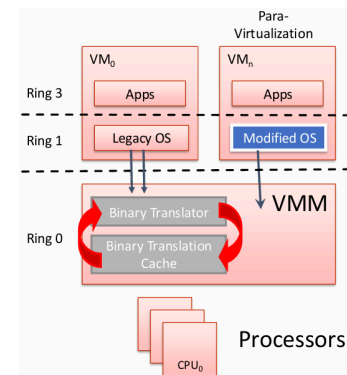 Para-
Virtualization
VM0
VMn
Ring 3
Apps
Apps
Ring 1
Legacy OS
Modified OS
VMM
Binary Translator
Ring 0
Binary Translation
Cache
Processors
CPU0